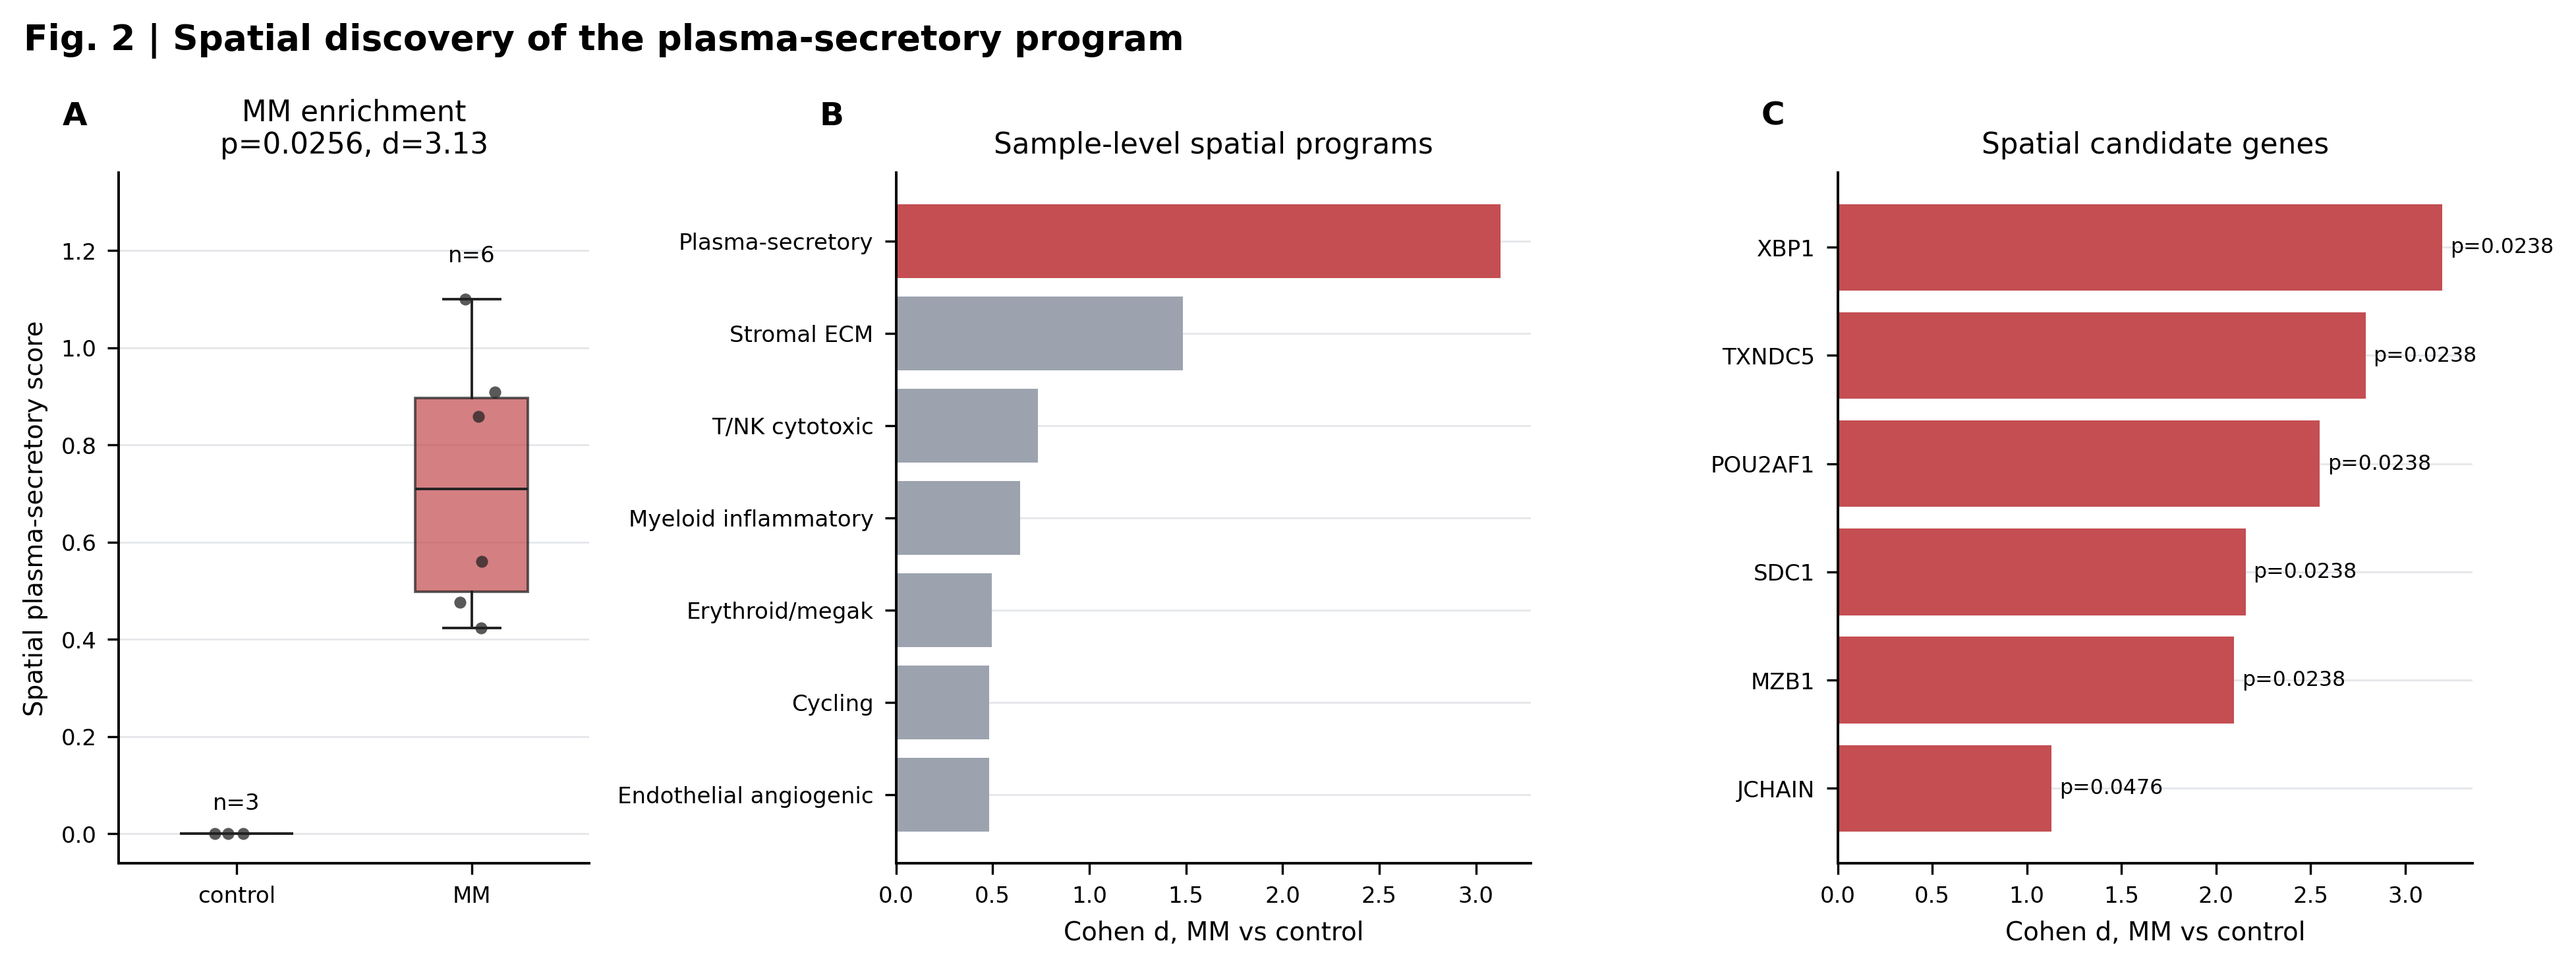 Fig. 2 | Spatial discovery of the plasma-secretory program
A
MM enrichment
p=0.0256, d=3.13
Spatial plasma-secretory score
1.2
1.0
0.8
0.6
0.4
0.2
0.0
n=6
n=3
control
MM
B
Sample-level spatial programs
Plasma-secretory
Stromal ECM
T/NK cytotoxic
Myeloid inflammatory
Erythroid/megak
Cycling
Endothelial angiogenic
0.0 0.5 1.0 1.5 2.0 2.5 3.0
Cohen d, MM vs control
C
Spatial candidate genes
XBP1 p=0.0238
TXNDC5 p=0.0238
POU2AF1 p=0.0238
SDC1 p=0.0238
MZB1 p=0.0238
JCHAIN p=0.0476
0.0 0.5 1.0 1.5 2.0 2.5 3.0
Cohen d, MM vs control